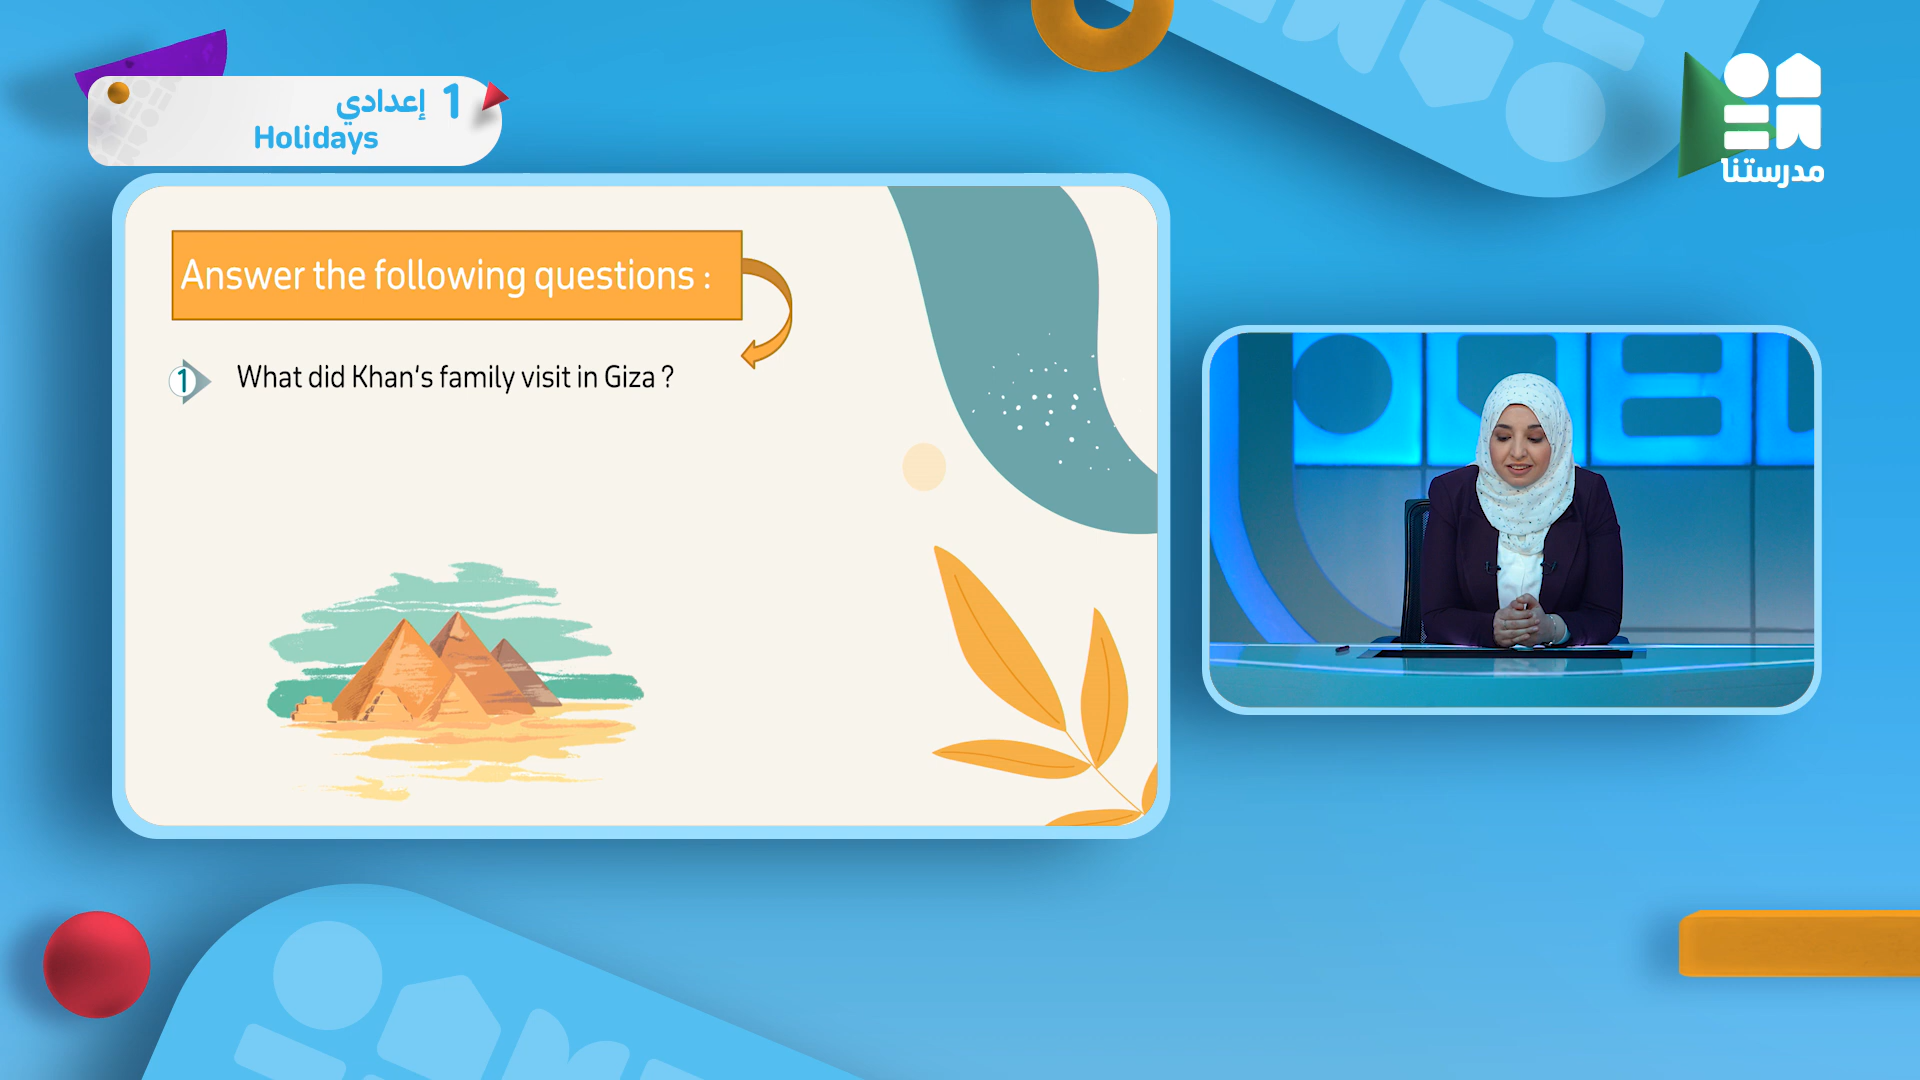 1 إعدادي
Holidays
مدرستنا
Answer the following questions :
1 What did Khan's family visit in Giza ?